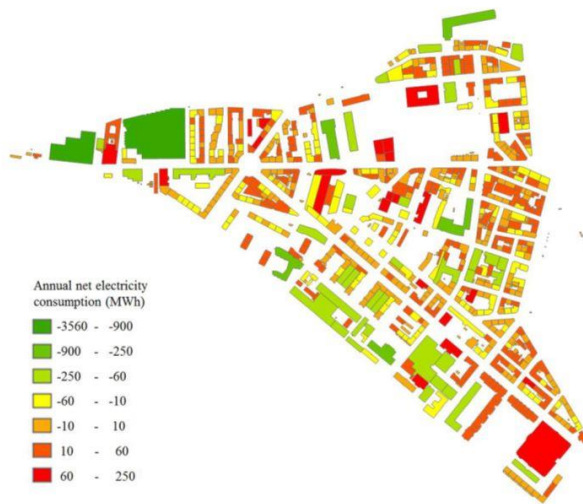 Annual net electricity
consumption (MWh)
-3560 - -900
-900 - -250
-250 - -60
-60 - -10
-10 - 10
10 - 60
60 - 250